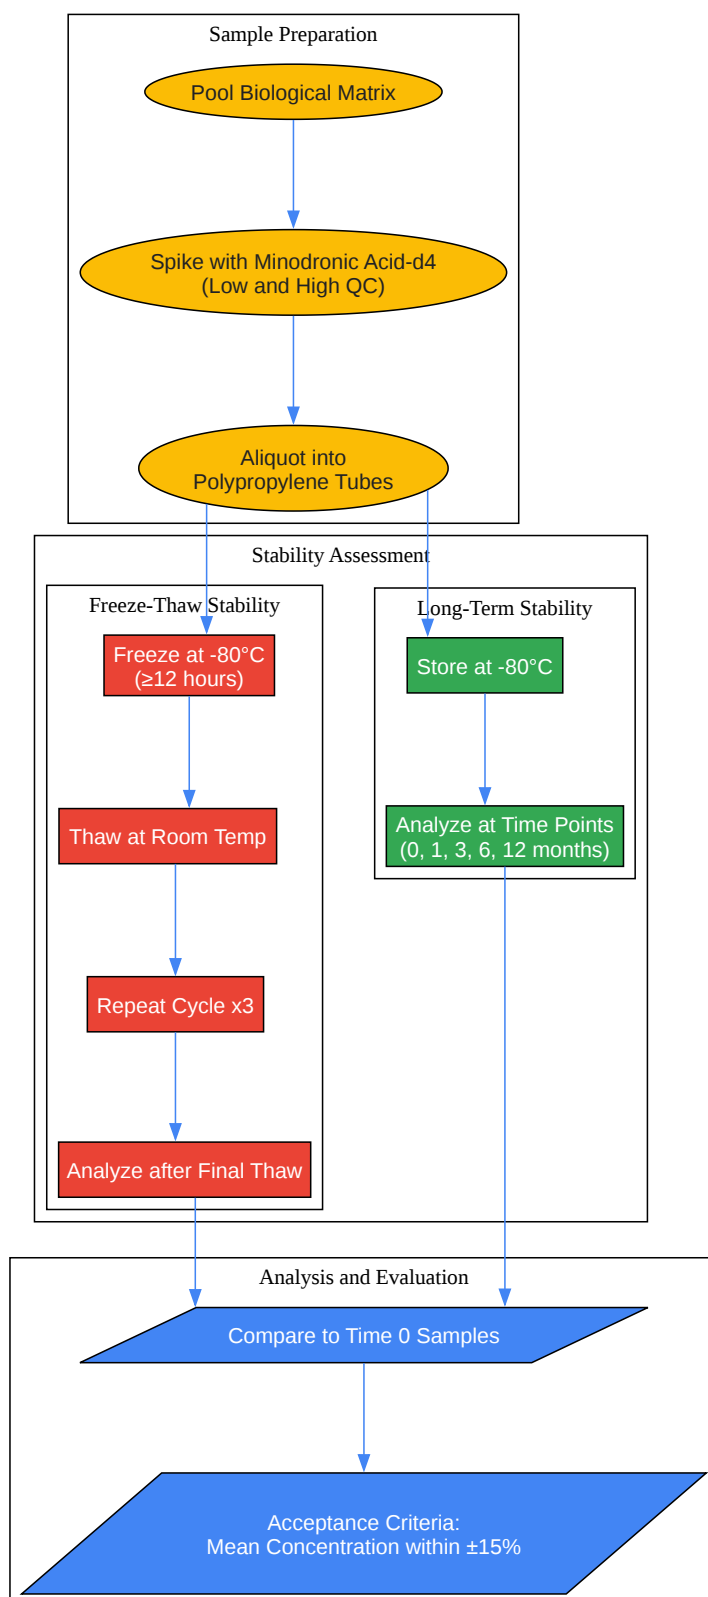 Sample Preparation
Pool Biological Matrix
Spike with Minodronic Acid-d4
(Low and High QC)
Aliquot into
Polypropylene Tubes
Stability Assessment
Freeze-Thaw Stability
Freeze at -80°C
(≥12 hours)
Thaw at Room Temp
Repeat Cycle x3
Analyze after Final Thaw
Long-Term Stability
Store at -80°C
Analyze at Time Points
(0, 1, 3, 6, 12 months)
Analysis and Evaluation
Compare to Time 0 Samples
Acceptance Criteria:
Mean Concentration within ±15%